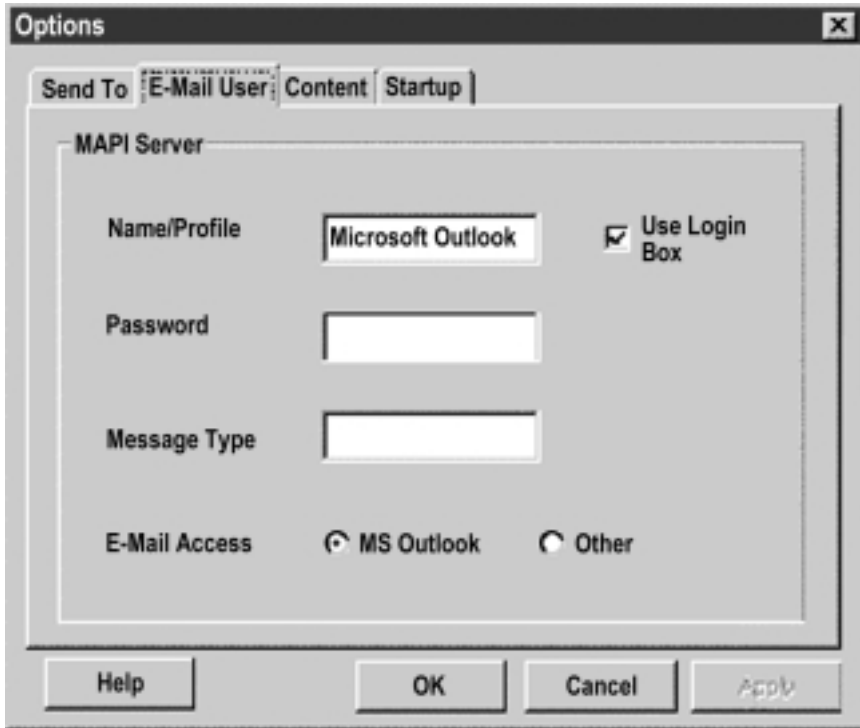 Options
Send To E-Mail User Content Startup
MAPI Server
Name/Profile Microsoft Outlook Use Login
Box
Password
Message Type
E-Mail Access MS Outlook Other
Help OK Cancel Apply